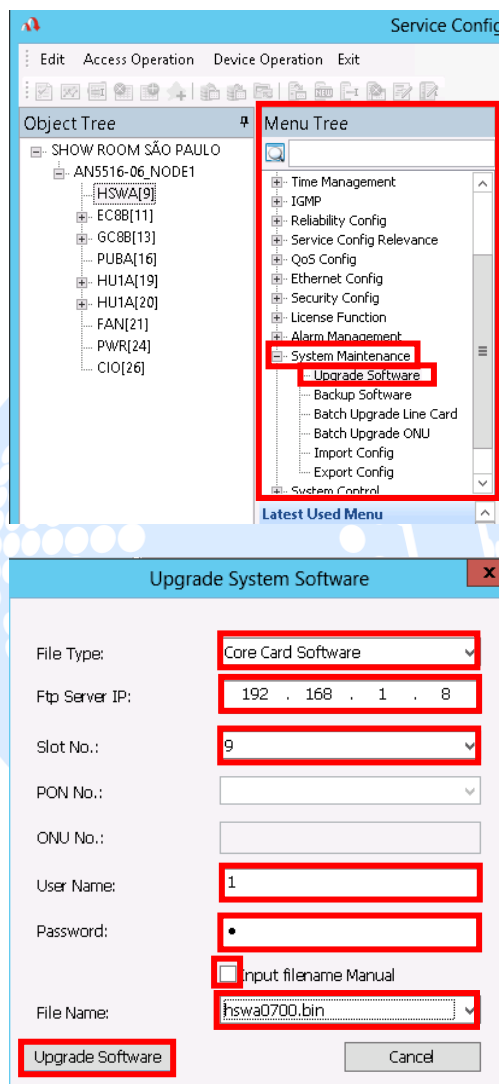 Service Config
Edit Access Operation Device Operation Exit
Object Tree
SHOW ROOM SÃO PAULO
AN5516-06_NODE1
HSWA[9]
EC8B[11]
GC8B[13]
PUBA[16]
HU1A[19]
HU1A[20]
FAN[21]
PWR[24]
CIO[26]
Menu Tree
Time Management
IGMP
Reliability Config
Service Config Relevance
QoS Config
Ethernet Config
Security Config
License Function
Alarm Management
System Maintenance
Upgrade Software
Backup Software
Batch Upgrade Line Card
Batch Upgrade ONU
Import Config
Export Config
System Control
Latest Used Menu
Upgrade System Software
x
File Type: Core Card Software
Ftp Server IP: 192 . 168 . 1 . 8
Slot No.: 9
PON No.:
ONU No.:
User Name: 1
Password: •
Input filename Manual
File Name: hswa0700.bin
Upgrade Software Cancel